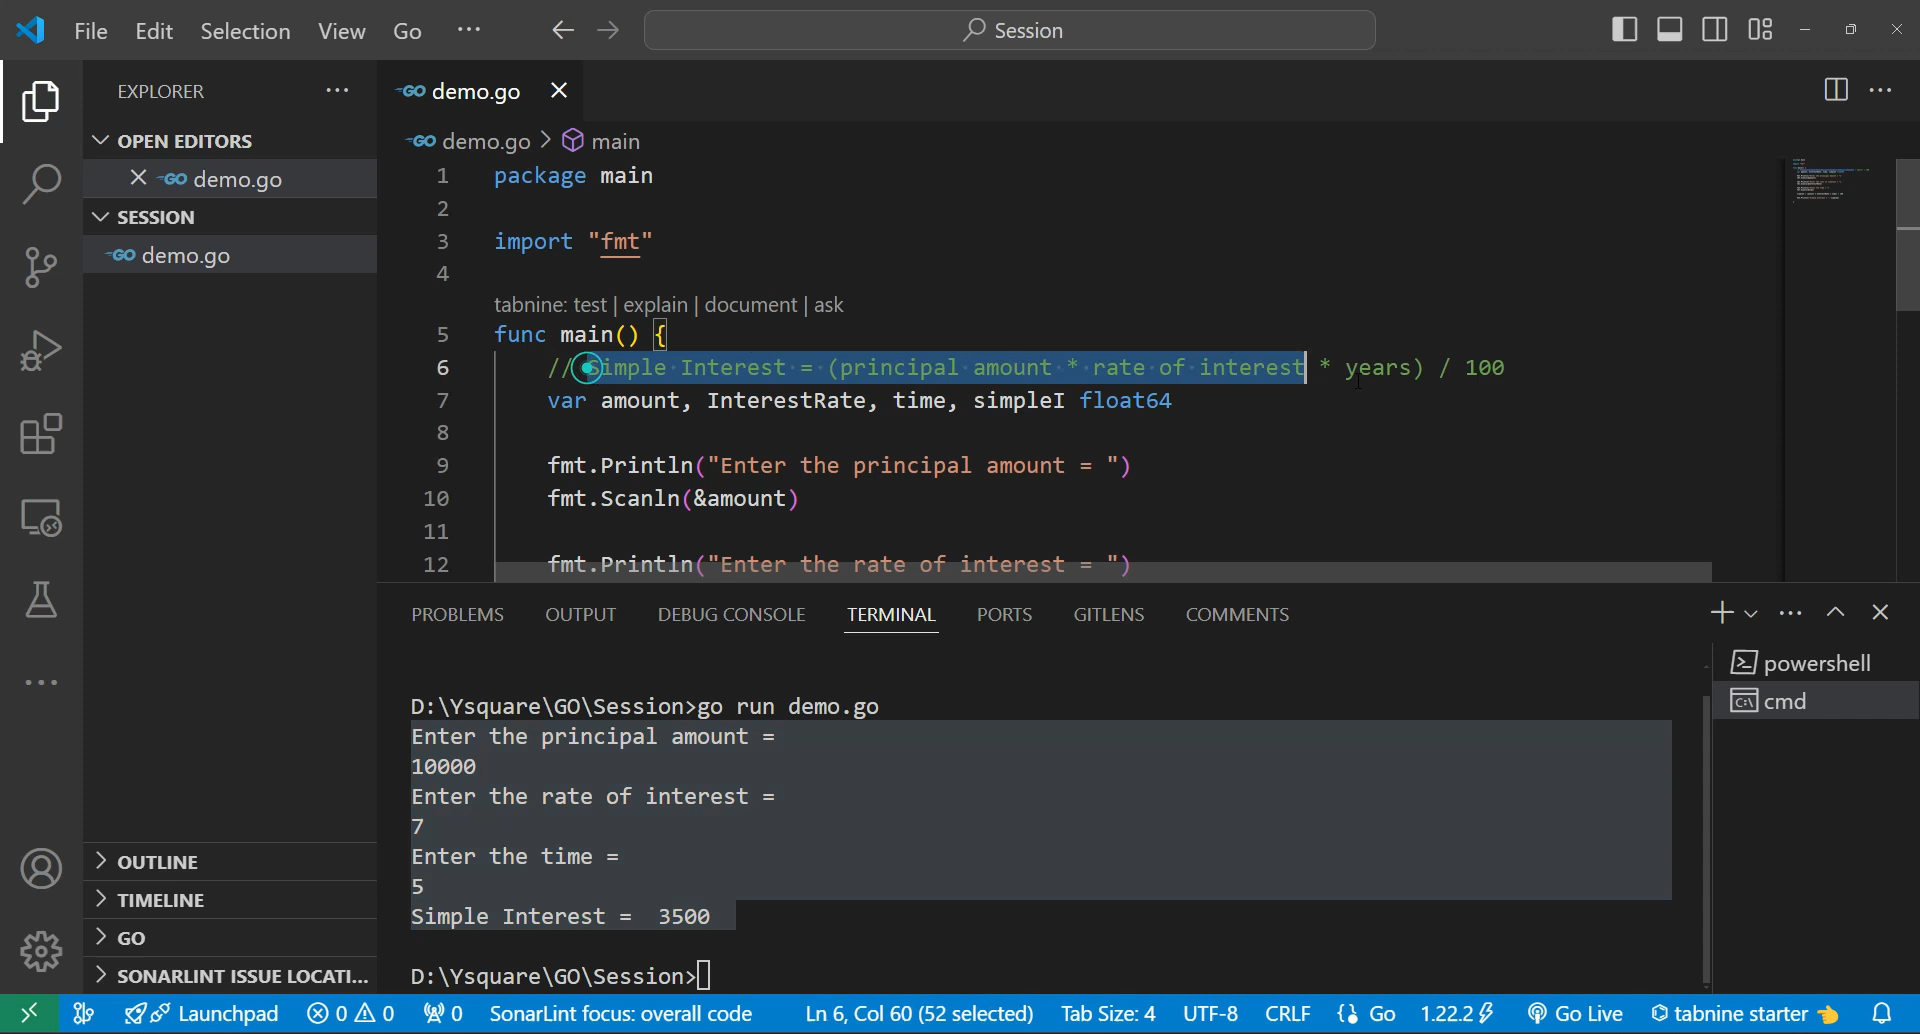 File Edit Selection View Go ··· Session
EXPLORER ···
OPEN EDITORS
demo.go
SESSION
demo.go
OUTLINE
TIMELINE
GO
SONARLINT ISSUE LOCATI...
demo.go
demo.go > main
1 package main
2
3 import "fmt"
4
tabnine: test | explain | document | ask
5 func main() {
6 // Simple Interest = (principal amount * rate of interest * years) / 100
7 var amount, InterestRate, time, simpleI float64
8
9 fmt.Println("Enter the principal amount = ")
10 fmt.Scanln(&amount)
11
12 fmt.Println("Enter the rate of interest = ")
PROBLEMS OUTPUT DEBUG CONSOLE TERMINAL PORTS GITLENS COMMENTS
powershell
cmd
D:\Ysquare\GO\Session>go run demo.go
Enter the principal amount =
10000
Enter the rate of interest =
7
Enter the time =
5
Simple Interest =  3500
D:\Ysquare\GO\Session>
Launchpad 0 0 0 SonarLint focus: overall code Ln 6, Col 60 (52 selected) Tab Size: 4 UTF-8 CRLF Go 1.22.2 Go Live tabnine starter